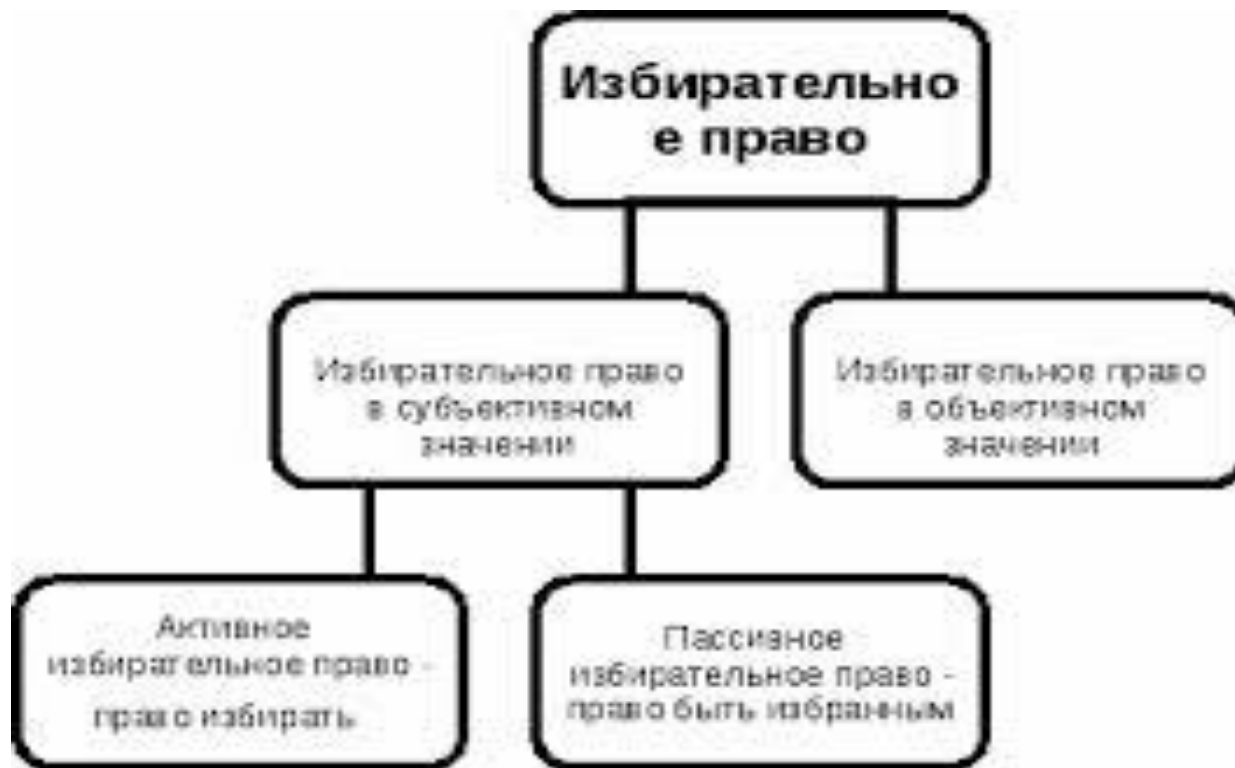 Избирательно
е право
Избирательное право
в субъективном
значении
Избирательное право
в объективном
значении
Активное
избирательное право -
право избирать
Пассивное
избирательное право -
право быть избранным